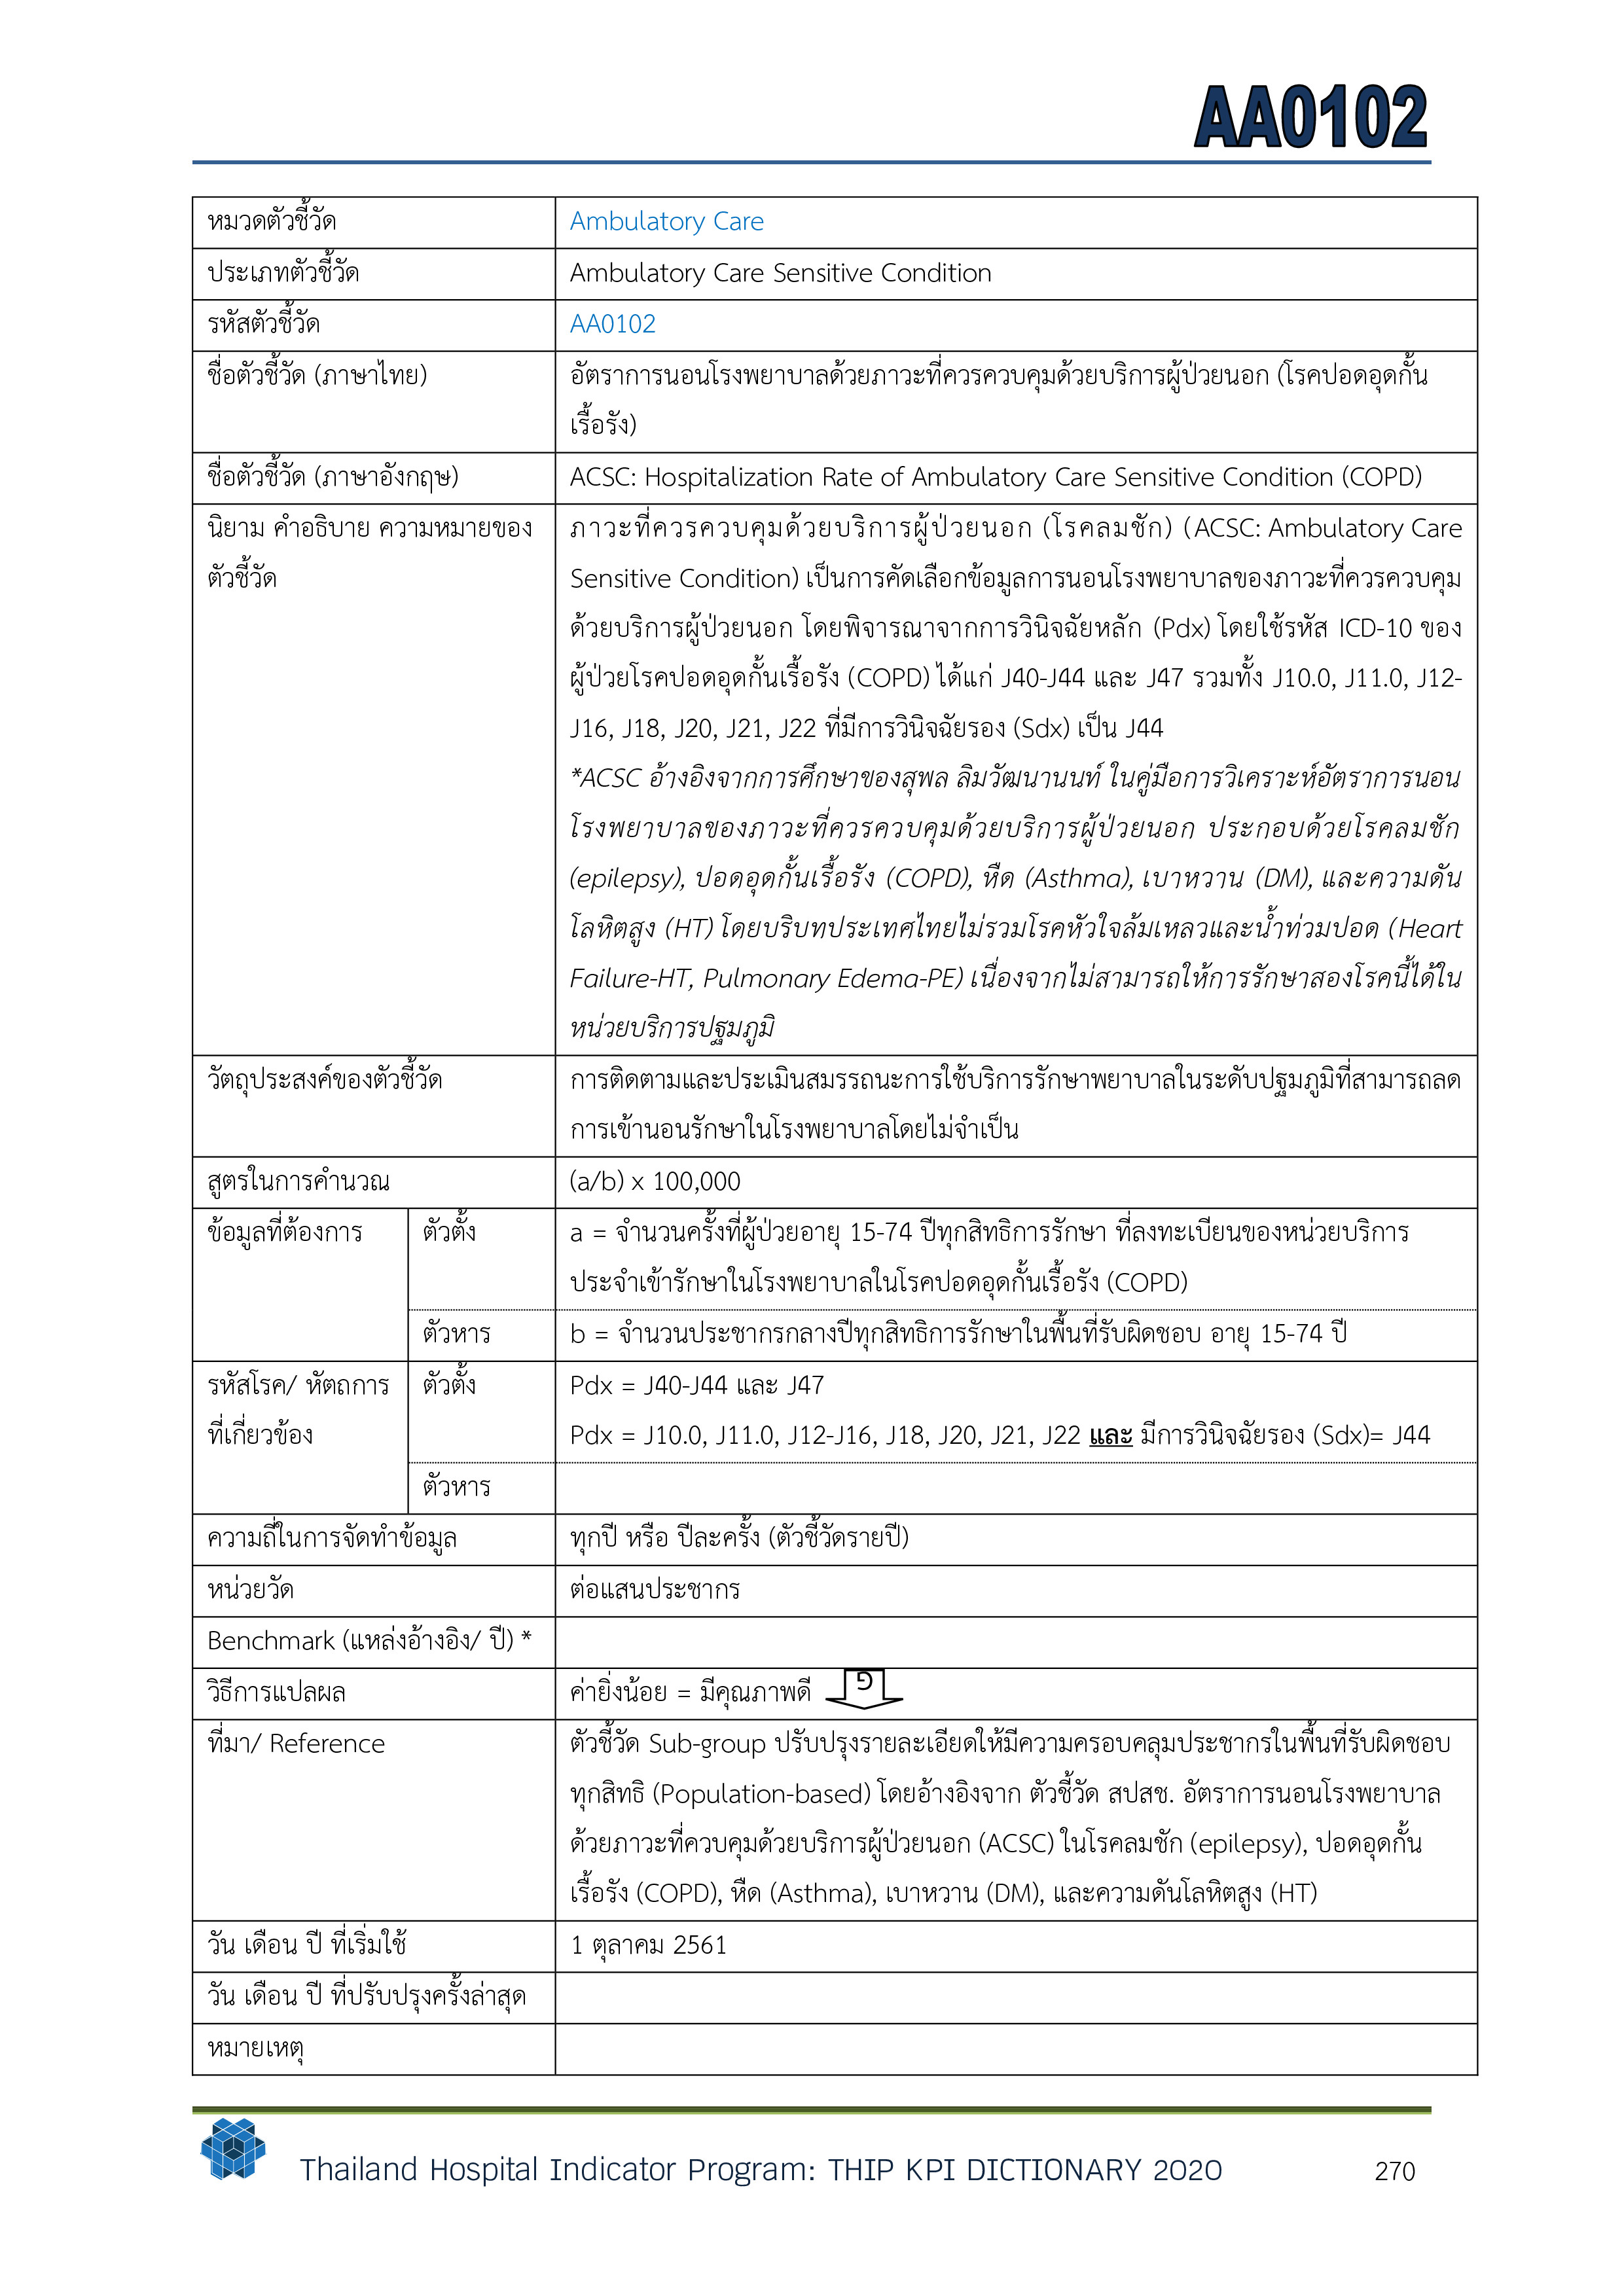 AA0102
หมวดตัวชี้วัด
Ambulatory Care
ประเภทตัวชี้วัด
Ambulatory Care Sensitive Condition
รหัสตัวชี้วัด
AA0102
ชื่อตัวชี้วัด (ภาษาไทย)
อัตราการนอนโรงพยาบาลด้วยภาวะที่ควรควบคุมด้วยบริการผู้ป่วยนอก (โรคปอดอุดกั้น
เรื้อรัง)
ชื่อตัวชี้วัด (ภาษาอังกฤษ)
ACSC: Hospitalization Rate of Ambulatory Care Sensitive Condition (COPD)
นิยาม คำอธิบาย ความหมายของ
ตัวชี้วัด
ภาวะที่ควรควบคุมด้วยบริการผู้ป่วยนอก (โรคลมชัก) (ACSC: Ambulatory Care
Sensitive Condition) เป็นการคัดเลือกข้อมูลการนอนโรงพยาบาลของภาวะที่ควรควบคุม
ด้วยบริการผู้ป่วยนอก โดยพิจารณาจากการวินิจฉัยหลัก (Pdx) โดยใช้รหัส ICD-10 ของ
ผู้ป่วยโรคปอดอุดกั้นเรื้อรัง (COPD) ได้แก่ J40-J44 และ J47 รวมทั้ง J10.0, J11.0, J12-
J16, J18, J20, J21, J22 ที่มีการวินิจฉัยรอง (Sdx) เป็น J44
*ACSC อ้างอิงจากการศึกษาของสุพล ลิมวัฒนานนท์ ในคู่มือการวิเคราะห์อัตราการนอน
โรงพยาบาลของภาวะที่ควรควบคุมด้วยบริการผู้ป่วยนอก ประกอบด้วยโรคลมชัก
(epilepsy), ปอดอุดกั้นเรื้อรัง (COPD), หืด (Asthma), เบาหวาน (DM), และความดัน
โลหิตสูง (HT) โดยบริบทประเทศไทยไม่รวมโรคหัวใจล้มเหลวและน้ำท่วมปอด (Heart
Failure-HT, Pulmonary Edema-PE) เนื่องจากไม่สามารถให้การรักษาสองโรคนี้ได้ใน
หน่วยบริการปฐมภูมิ
วัตถุประสงค์ของตัวชี้วัด
การติดตามและประเมินสมรรถนะการใช้บริการรักษาพยาบาลในระดับปฐมภูมิที่สามารถลด
การเข้านอนรักษาในโรงพยาบาลโดยไม่จำเป็น
สูตรในการคำนวณ
(a/b) x 100,000
ข้อมูลที่ต้องการ
ตัวตั้ง
a = จำนวนครั้งที่ผู้ป่วยอายุ 15-74 ปีทุกสิทธิการรักษา ที่ลงทะเบียนของหน่วยบริการ
ประจำเข้ารักษาในโรงพยาบาลในโรคปอดอุดกั้นเรื้อรัง (COPD)
ตัวหาร
b = จำนวนประชากรกลางปีทุกสิทธิการรักษาในพื้นที่รับผิดชอบ อายุ 15-74 ปี
รหัสโรค/ หัตถการ
ที่เกี่ยวข้อง
ตัวตั้ง
Pdx = J40-J44 และ J47
Pdx = J10.0, J11.0, J12-J16, J18, J20, J21, J22 และ มีการวินิจฉัยรอง (Sdx)= J44
ตัวหาร
ความถี่ในการจัดทำข้อมูล
ทุกปี หรือ ปีละครั้ง (ตัวชี้วัดรายปี)
หน่วยวัด
ต่อแสนประชากร
Benchmark (แหล่งอ้างอิง/ ปี) *
วิธีการแปลผล
ค่ายิ่งน้อย = มีคุณภาพดี
ที่มา/ Reference
ตัวชี้วัด Sub-group ปรับปรุงรายละเอียดให้มีความครอบคลุมประชากรในพื้นที่รับผิดชอบ
ทุกสิทธิ (Population-based) โดยอ้างอิงจาก ตัวชี้วัด สปสช. อัตราการนอนโรงพยาบาล
ด้วยภาวะที่ควบคุมด้วยบริการผู้ป่วยนอก (ACSC) ในโรคลมชัก (epilepsy), ปอดอุดกั้น
เรื้อรัง (COPD), หืด (Asthma), เบาหวาน (DM), และความดันโลหิตสูง (HT)
วัน เดือน ปี ที่เริ่มใช้
1 ตุลาคม 2561
วัน เดือน ปี ที่ปรับปรุงครั้งล่าสุด
หมายเหตุ
Thailand Hospital Indicator Program: THIP KPI DICTIONARY 2020
270